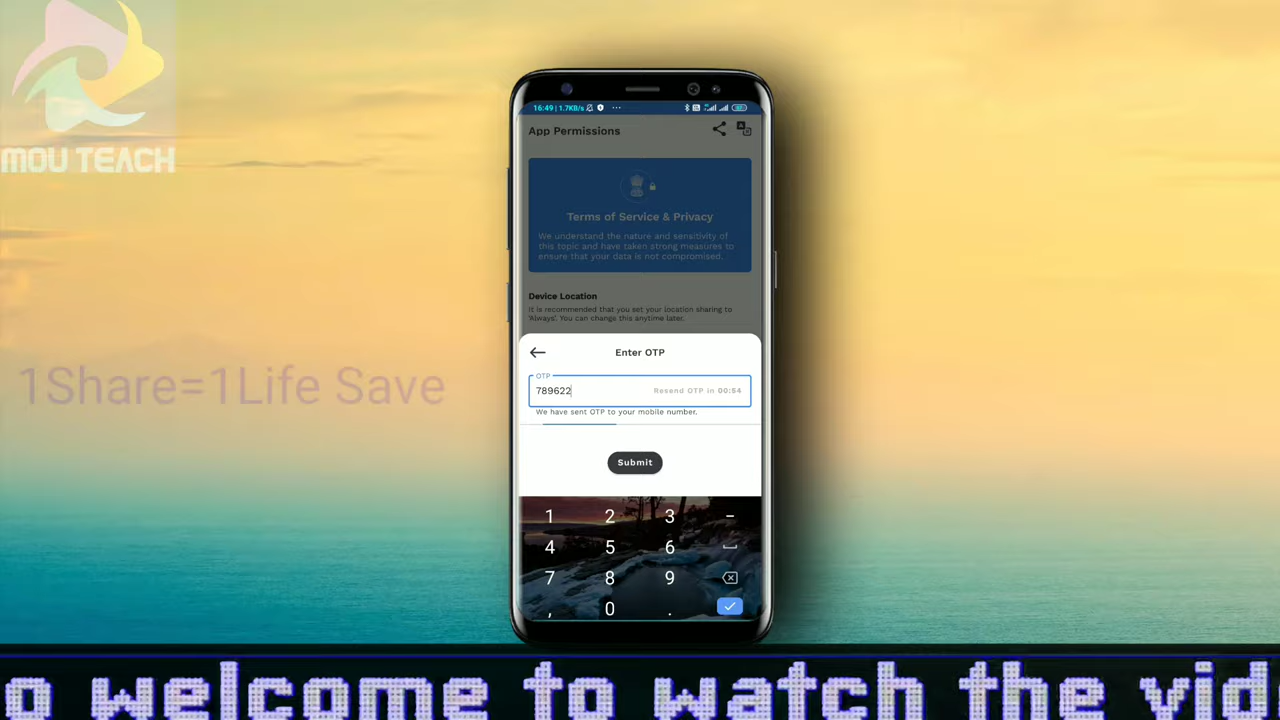 MOU TEACH
1Share=1Life Save
16:49 | 1.7KB/s
App Permissions
Terms of Service & Privacy
We understand the nature and sensitivity of
this topic and have taken strong measures to
ensure that your data is not compromised.
Device Location
It is recommended that you set your location sharing to
'Always'. You can change this anytime later.
Enter OTP
OTP
789622
Resend OTP in 00:54
We have sent OTP to your mobile number.
Submit
1 2 3 –
4 5 6
7 8 9
, 0 .
o welcome to watch the vid